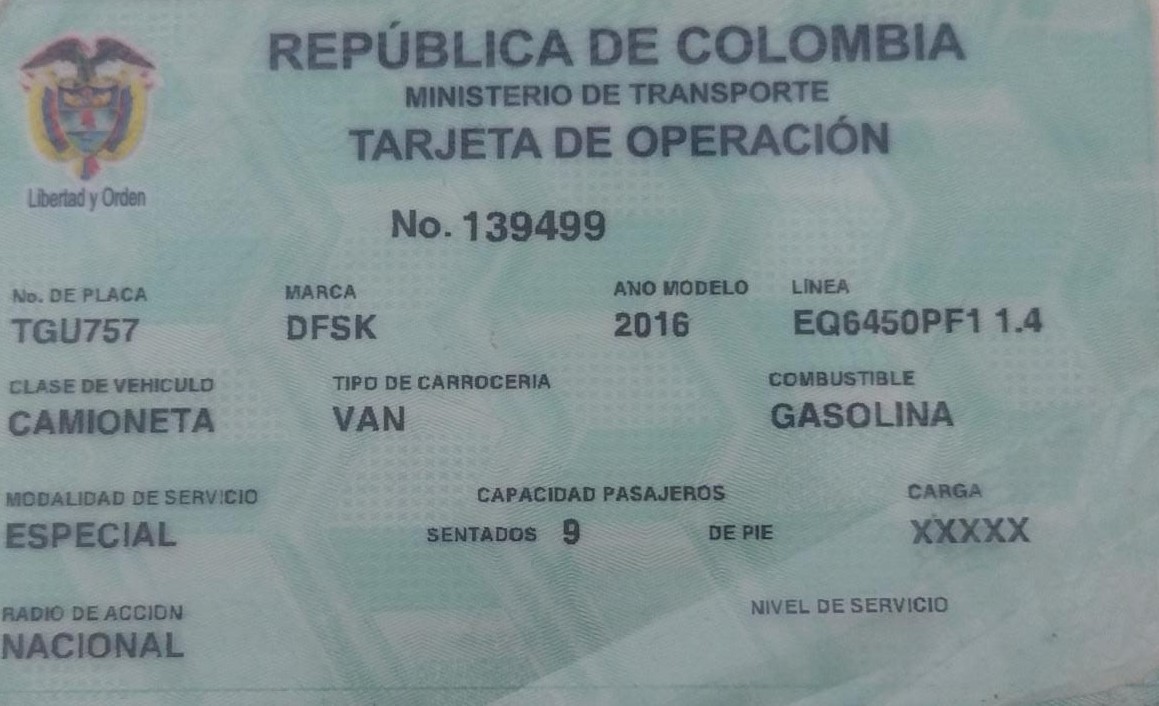 REPÚBLICA DE COLOMBIA
MINISTERIO DE TRANSPORTE
TARJETA DE OPERACIÓN
Libertad y Orden
No. 139499
No. DE PLACA MARCA ANO MODELO LINEA
TGU757 DFSK 2016 EQ6450PF1 1.4
CLASE DE VEHICULO TIPO DE CARROCERIA COMBUSTIBLE
CAMIONETA VAN GASOLINA
MODALIDAD DE SERVICIO CAPACIDAD PASAJEROS CARGA
ESPECIAL SENTADOS 9 DE PIE XXXXX
RADIO DE ACCION NIVEL DE SERVICIO
NACIONAL